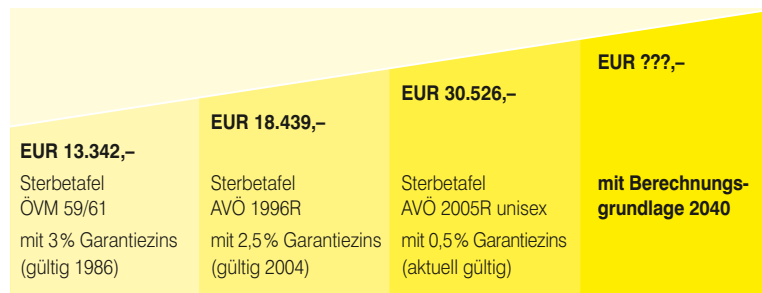 EUR 13.342,–
Sterbetafel
ÖVM 59/61
mit 3% Garantiezins
(gültig 1986)
EUR 18.439,–
Sterbetafel
AVÖ 1996R
mit 2,5% Garantiezins
(gültig 2004)
EUR 30.526,–
Sterbetafel
AVÖ 2005R unisex
mit 0,5% Garantiezins
(aktuell gültig)
EUR ???,–
mit Berechnungs-
grundlage 2040